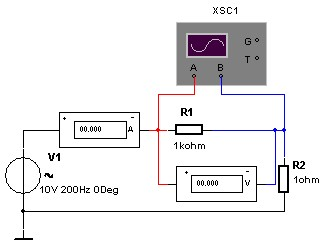 XSC1
G
T
A B
+ -
00.000 A
R1
1kohm
V1
10V 200Hz 0Deg
+ -
00.000 V
R2
1ohm